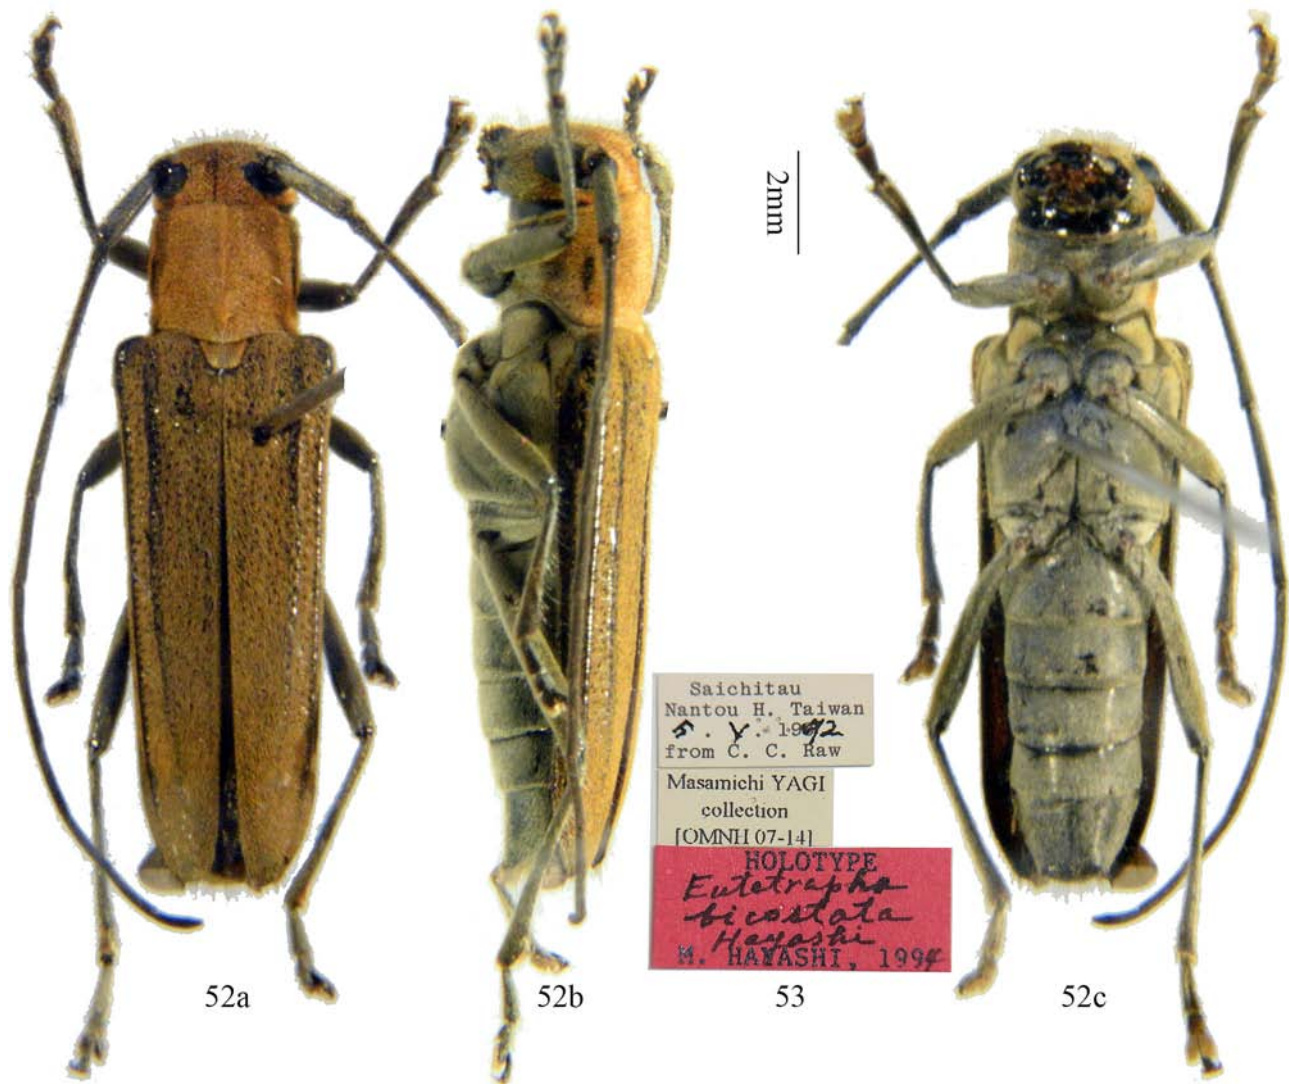 2mm
Saichitau
Nantou H. Taiwan
5. V. 1972
from C. C. Raw
Masamichi YAGI
collection
[OMNH 07-14]
HOLOTYPE
Eutetrapha
bicostata
Hayashi
M. HAYASHI, 1994
52a
52b
53
52c